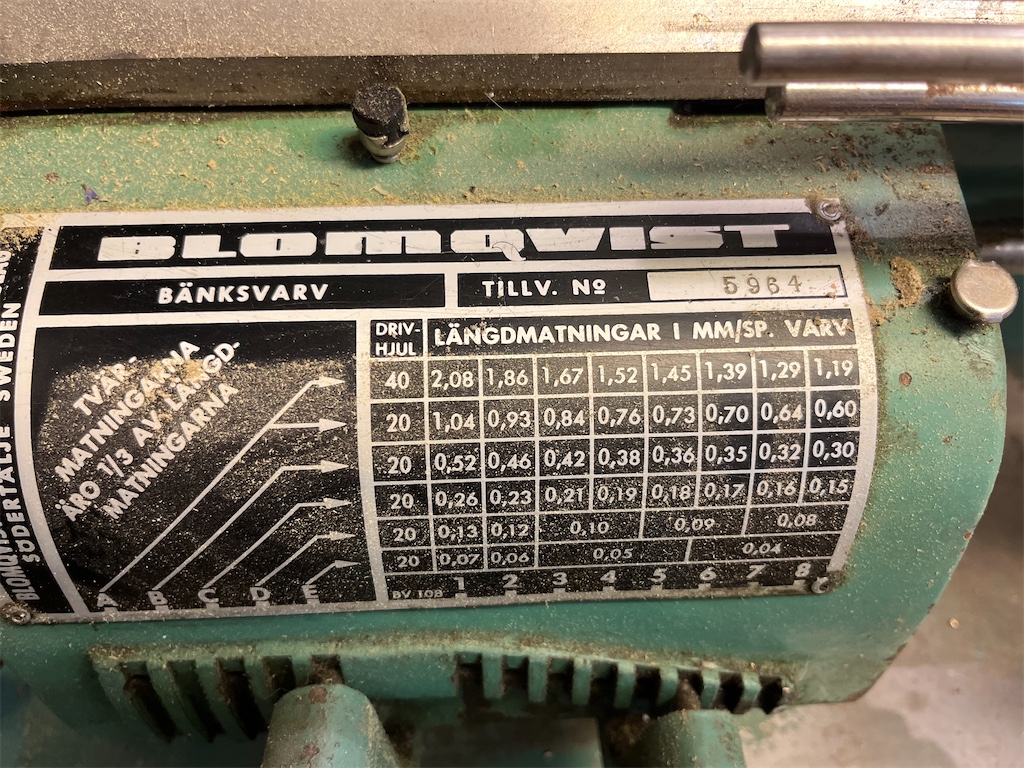 BLOMQVIST
BÄNKSVARV
TILLV. Nº 5964
SÖDERTÄLJE SWEDEN
TVÄR-
MATNINGARNA
ÄRO 1/3 AV LÄNGD-
MATNINGARNA
A B C D E
DRIV-
HJUL
LÄNGDMATNINGAR I MM/SP. VARV
40 2,08 1,86 1,67 1,52 1,45 1,39 1,29 1,19
20 1,04 0,93 0,84 0,76 0,73 0,70 0,64 0,60
20 0,52 0,46 0,42 0,38 0,36 0,35 0,32 0,30
20 0,26 0,23 0,21 0,19 0,18 0,17 0,16 0,15
20 0,13 0,12 0,10 0,09 0,08
20 0,07 0,06 0,05 0,04
BV 10B 1 2 3 4 5 6 7 8